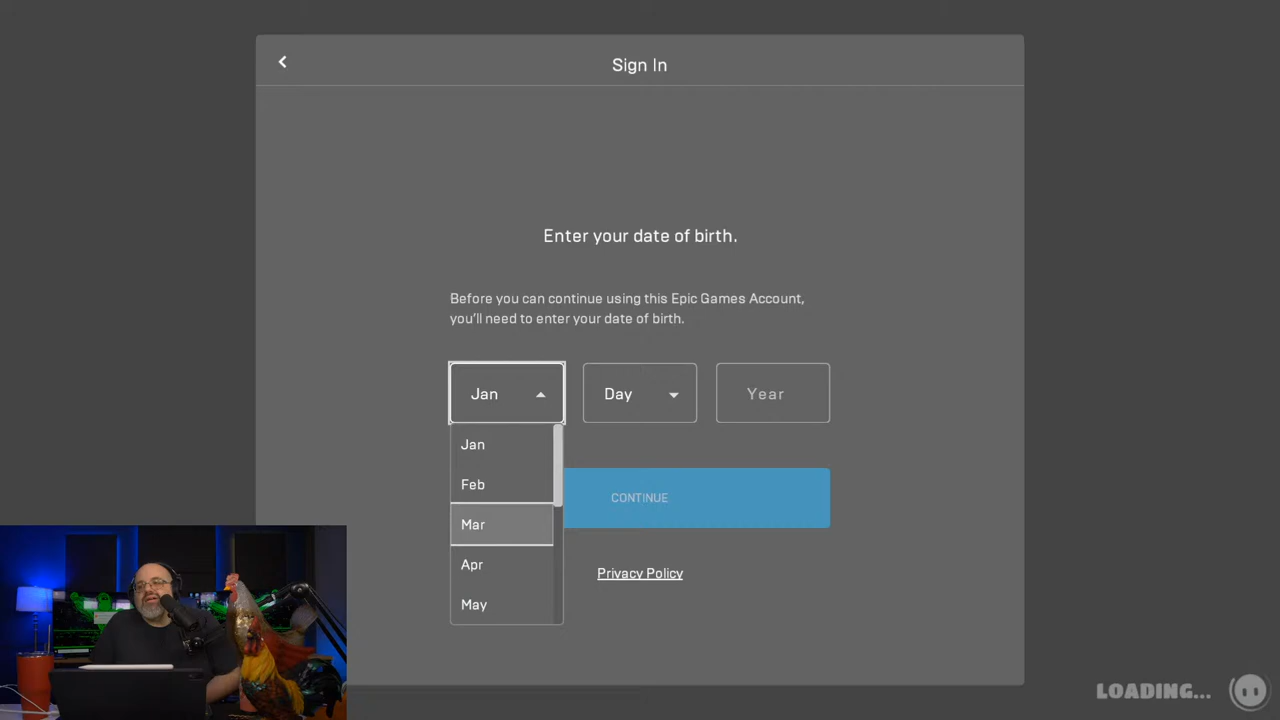 Sign In
Enter your date of birth.
Before you can continue using this Epic Games Account,
you'll need to enter your date of birth.
Jan
Day
Year
Jan
Feb
Mar
Apr
May
CONTINUE
Privacy Policy
LOADING...